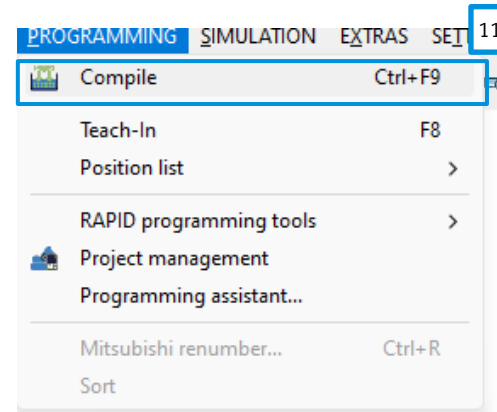 PROGRAMMING SIMULATION EXTRAS SETT 11
Compile Ctrl+F9
Teach-In F8
Position list
RAPID programming tools
Project management
Programming assistant...
Mitsubishi renumber... Ctrl+R
Sort